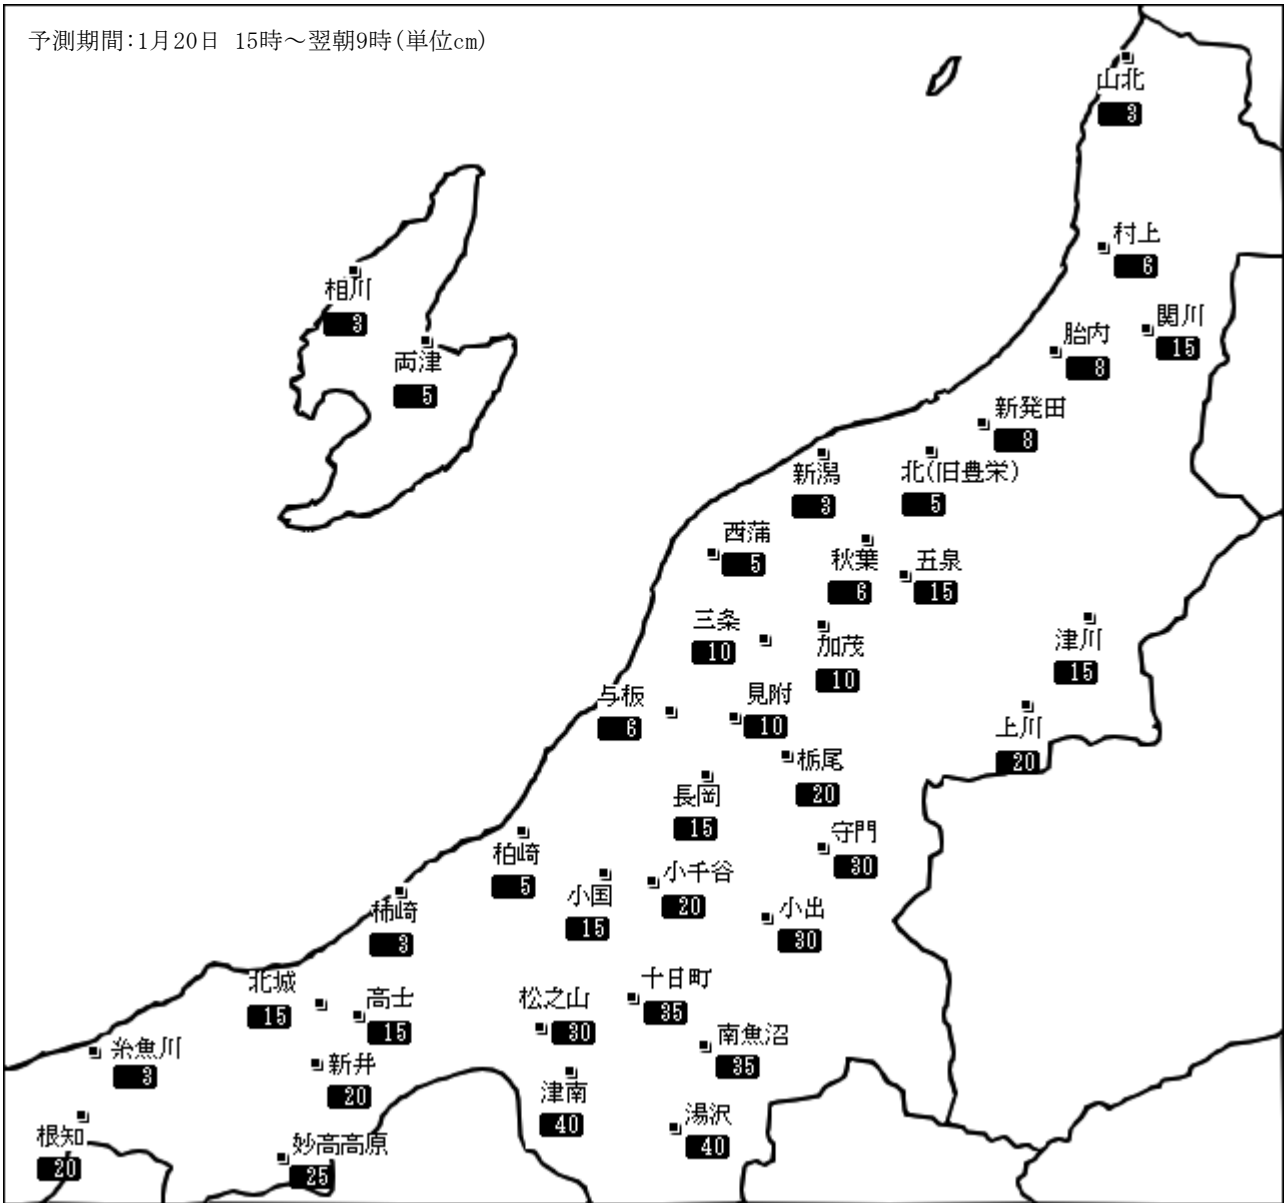 予測期間:1月20日 15時～翌朝9時(単位cm)
山北
3
村上
6
相川
3
関川
15
胎内
8
両津
5
新発田
8
新潟
3
北(旧豊栄)
5
西蒲
5
秋葉
6
五泉
15
三条
10
加茂
10
津川
15
与板
6
見附
10
上川
20
栃尾
20
長岡
15
守門
30
柏崎
5
小国
15
小千谷
20
小出
30
柿崎
3
北城
15
高士
15
松之山
30
十日町
35
南魚沼
35
糸魚川
3
新井
20
津南
40
湯沢
40
根知
20
妙高高原
25